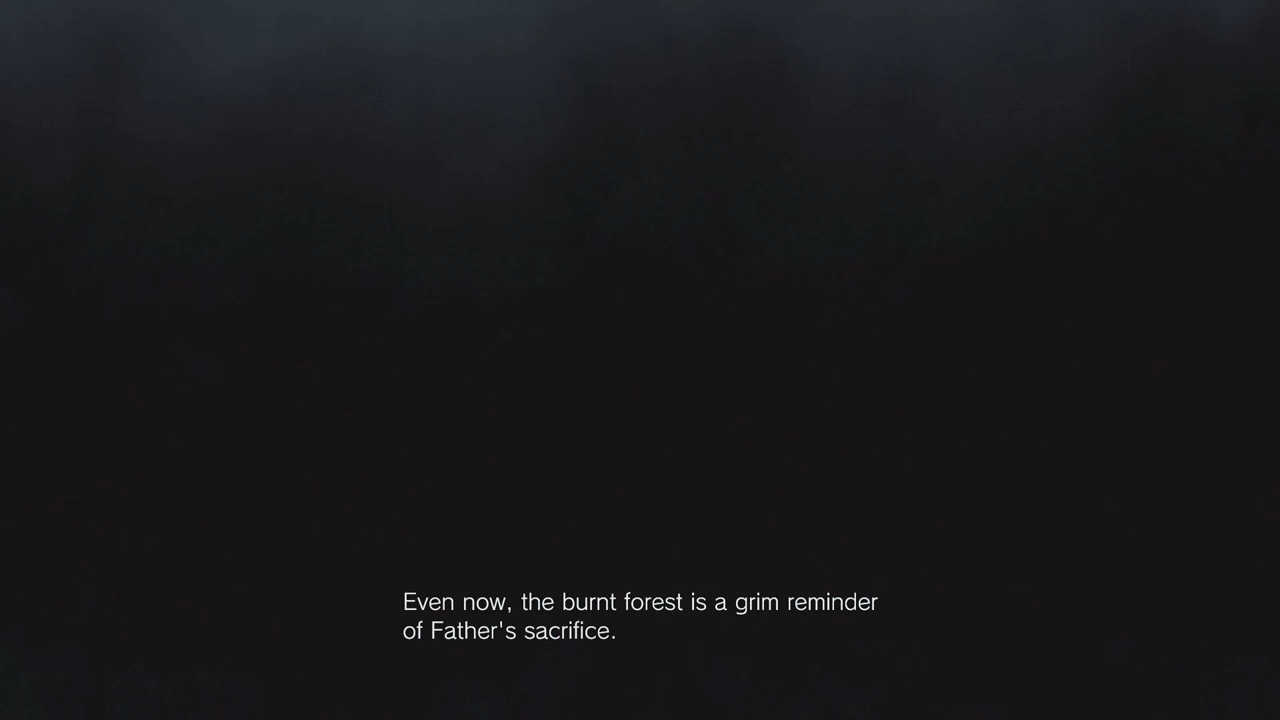 Even now, the burnt forest is a grim reminder
of Father's sacrifice.